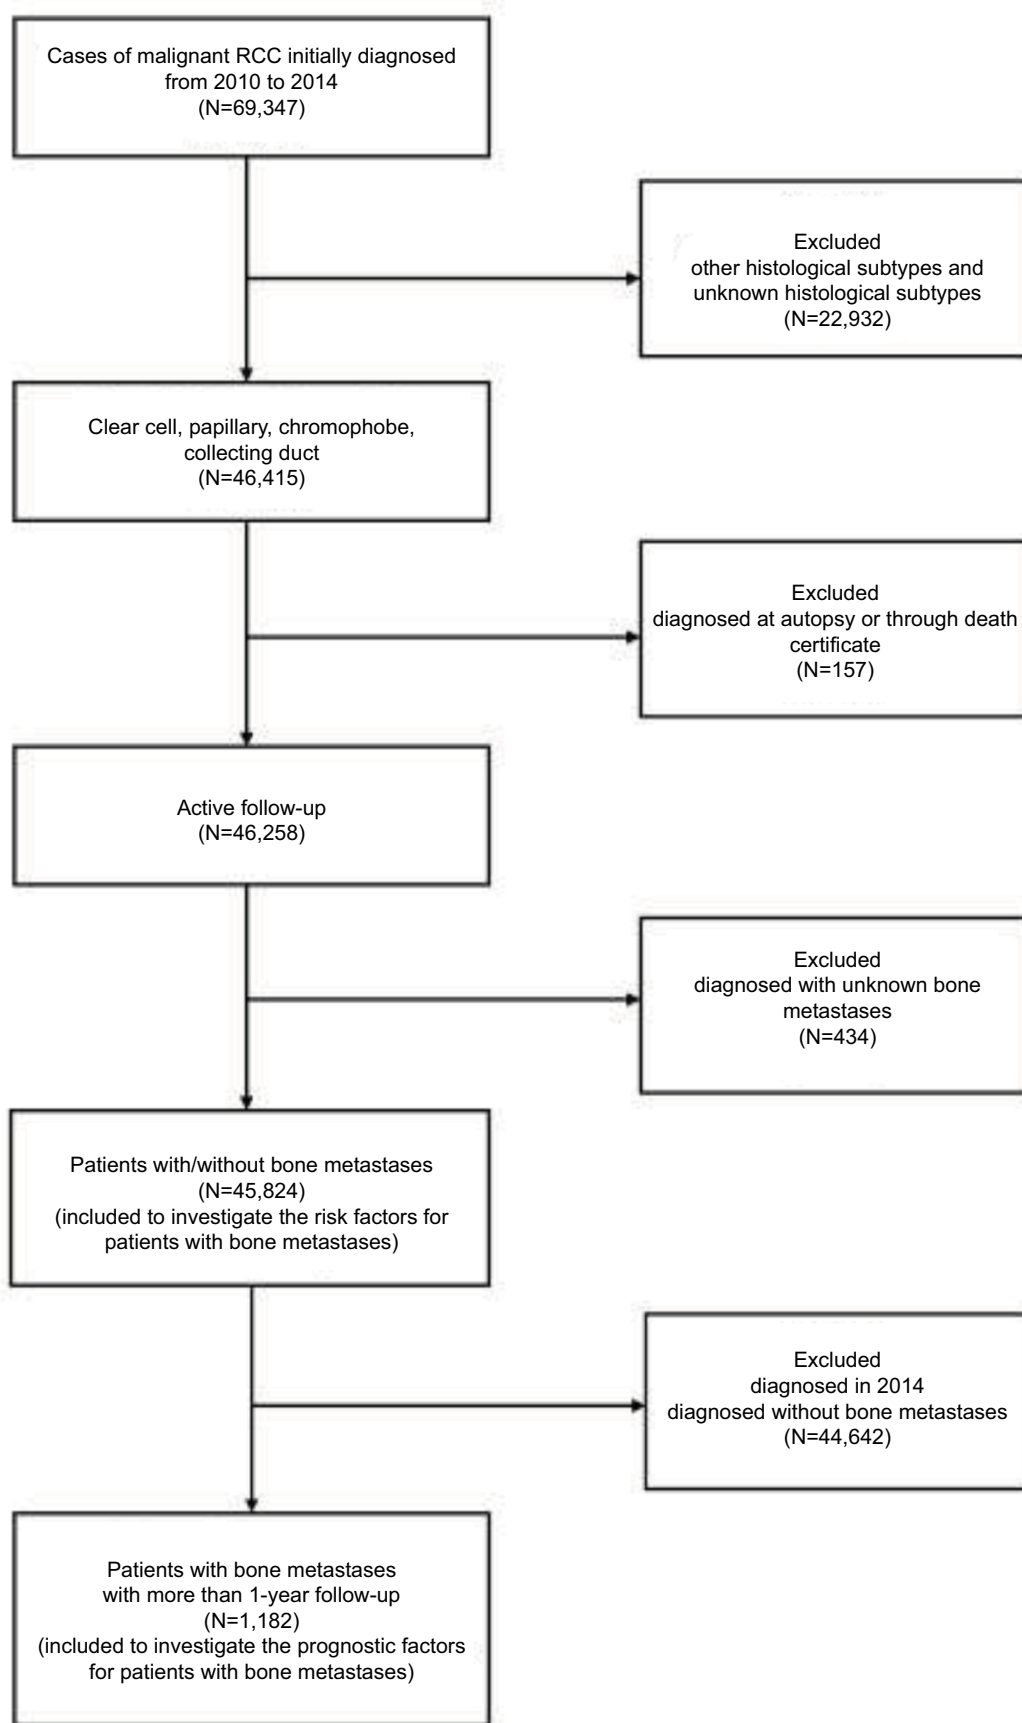 Cases of malignant RCC initially diagnosed
from 2010 to 2014
(N=69,347)
Excluded
other histological subtypes and
unknown histological subtypes
(N=22,932)
Clear cell, papillary, chromophobe,
collecting duct
(N=46,415)
Excluded
diagnosed at autopsy or through death
certificate
(N=157)
Active follow-up
(N=46,258)
Excluded
diagnosed with unknown bone
metastases
(N=434)
Patients with/without bone metastases
(N=45,824)
(included to investigate the risk factors for
patients with bone metastases)
Excluded
diagnosed in 2014
diagnosed without bone metastases
(N=44,642)
Patients with bone metastases
with more than 1-year follow-up
(N=1,182)
(included to investigate the prognostic factors
for patients with bone metastases)